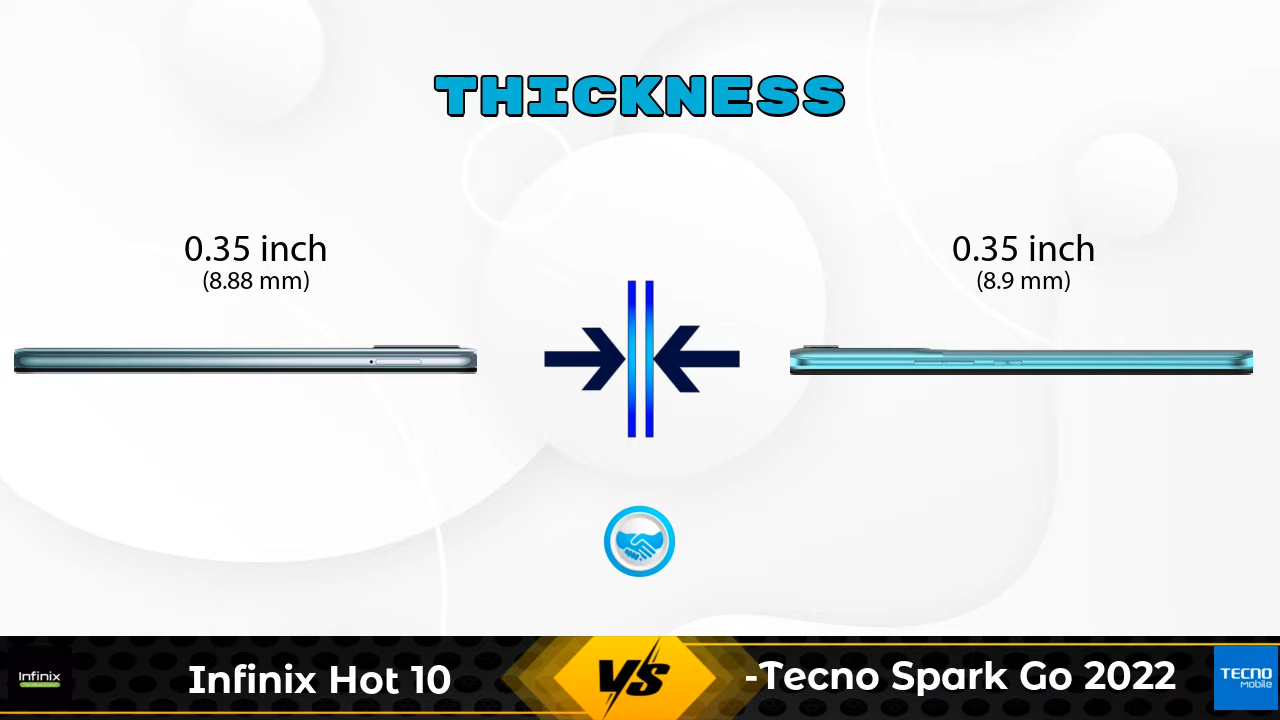 THICKNESS
0.35 inch
(8.88 mm)
0.35 inch
(8.9 mm)
Infinix
Infinix Hot 10
VS
-Tecno Spark Go 2022
TECNO
mobile